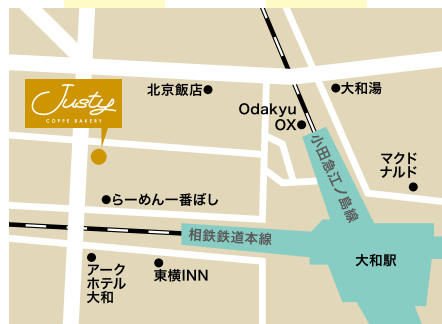 Justy
COFFE BAKERY
北京飯店
大和湯
Odakyu
OX
小田急江ノ島線
マクド
ナルド
らーめん一番ぼし
相鉄鉄道本線
大和駅
アーク
ホテル
大和
東横INN